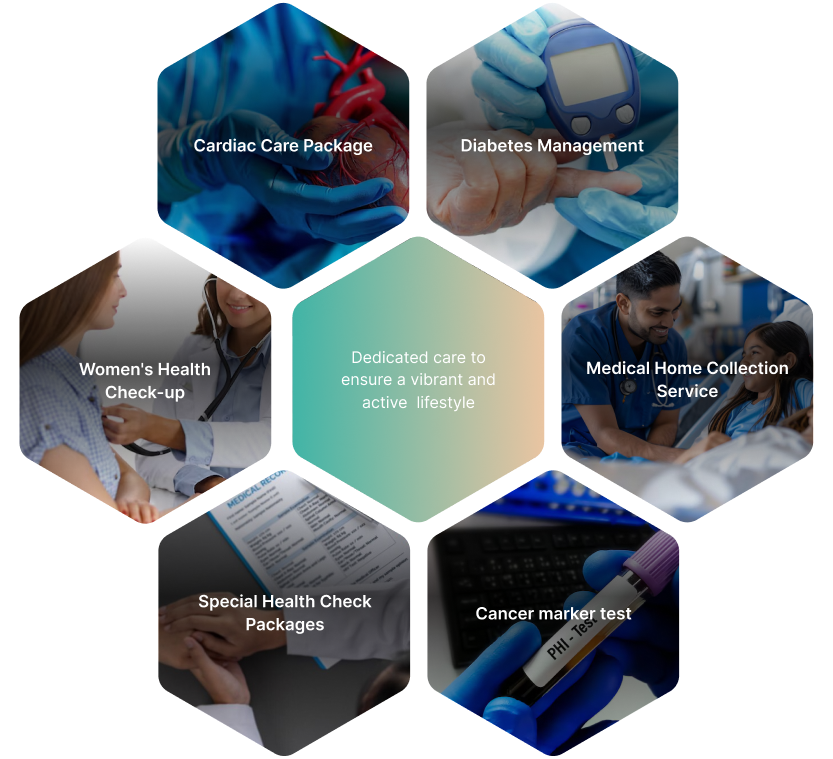 Cardiac Care Package
Diabetes Management
Women's Health
Check-up
Dedicated care to
ensure a vibrant and
active lifestyle
Medical Home Collection
Service
MEDICAL RECOR
Special Health Check
Packages
Cancer marker test
PHI - Test